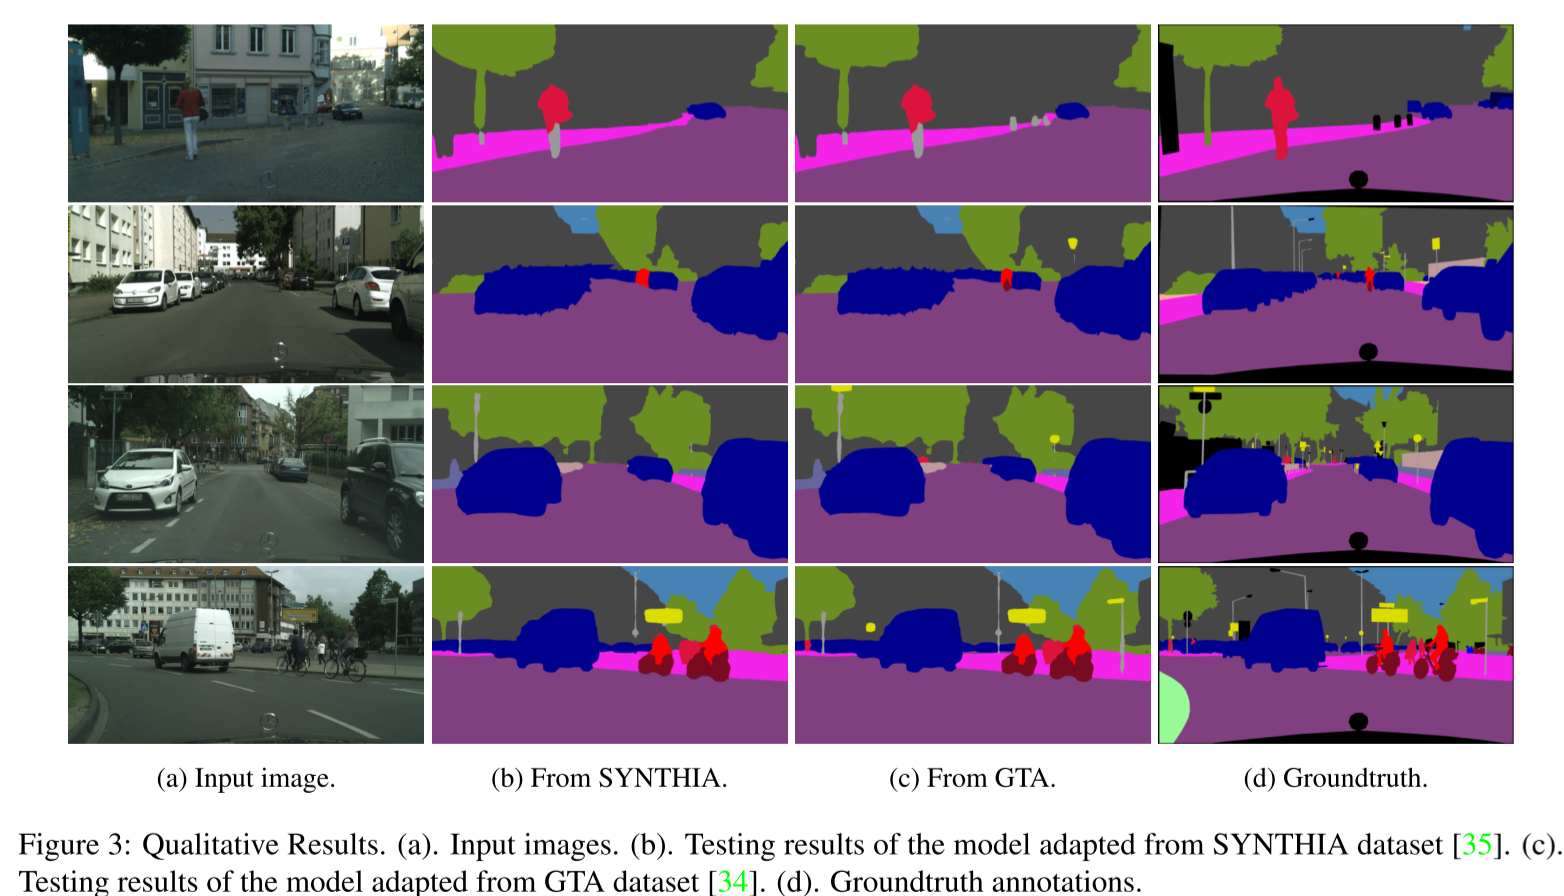 (a) Input image.
(b) From SYNTHIA.
(c) From GTA.
(d) Groundtruth.
Figure 3: Qualitative Results. (a). Input images. (b). Testing results of the model adapted from SYNTHIA dataset [35]. (c).
Testing results of the model adapted from GTA dataset [34]. (d). Groundtruth annotations.